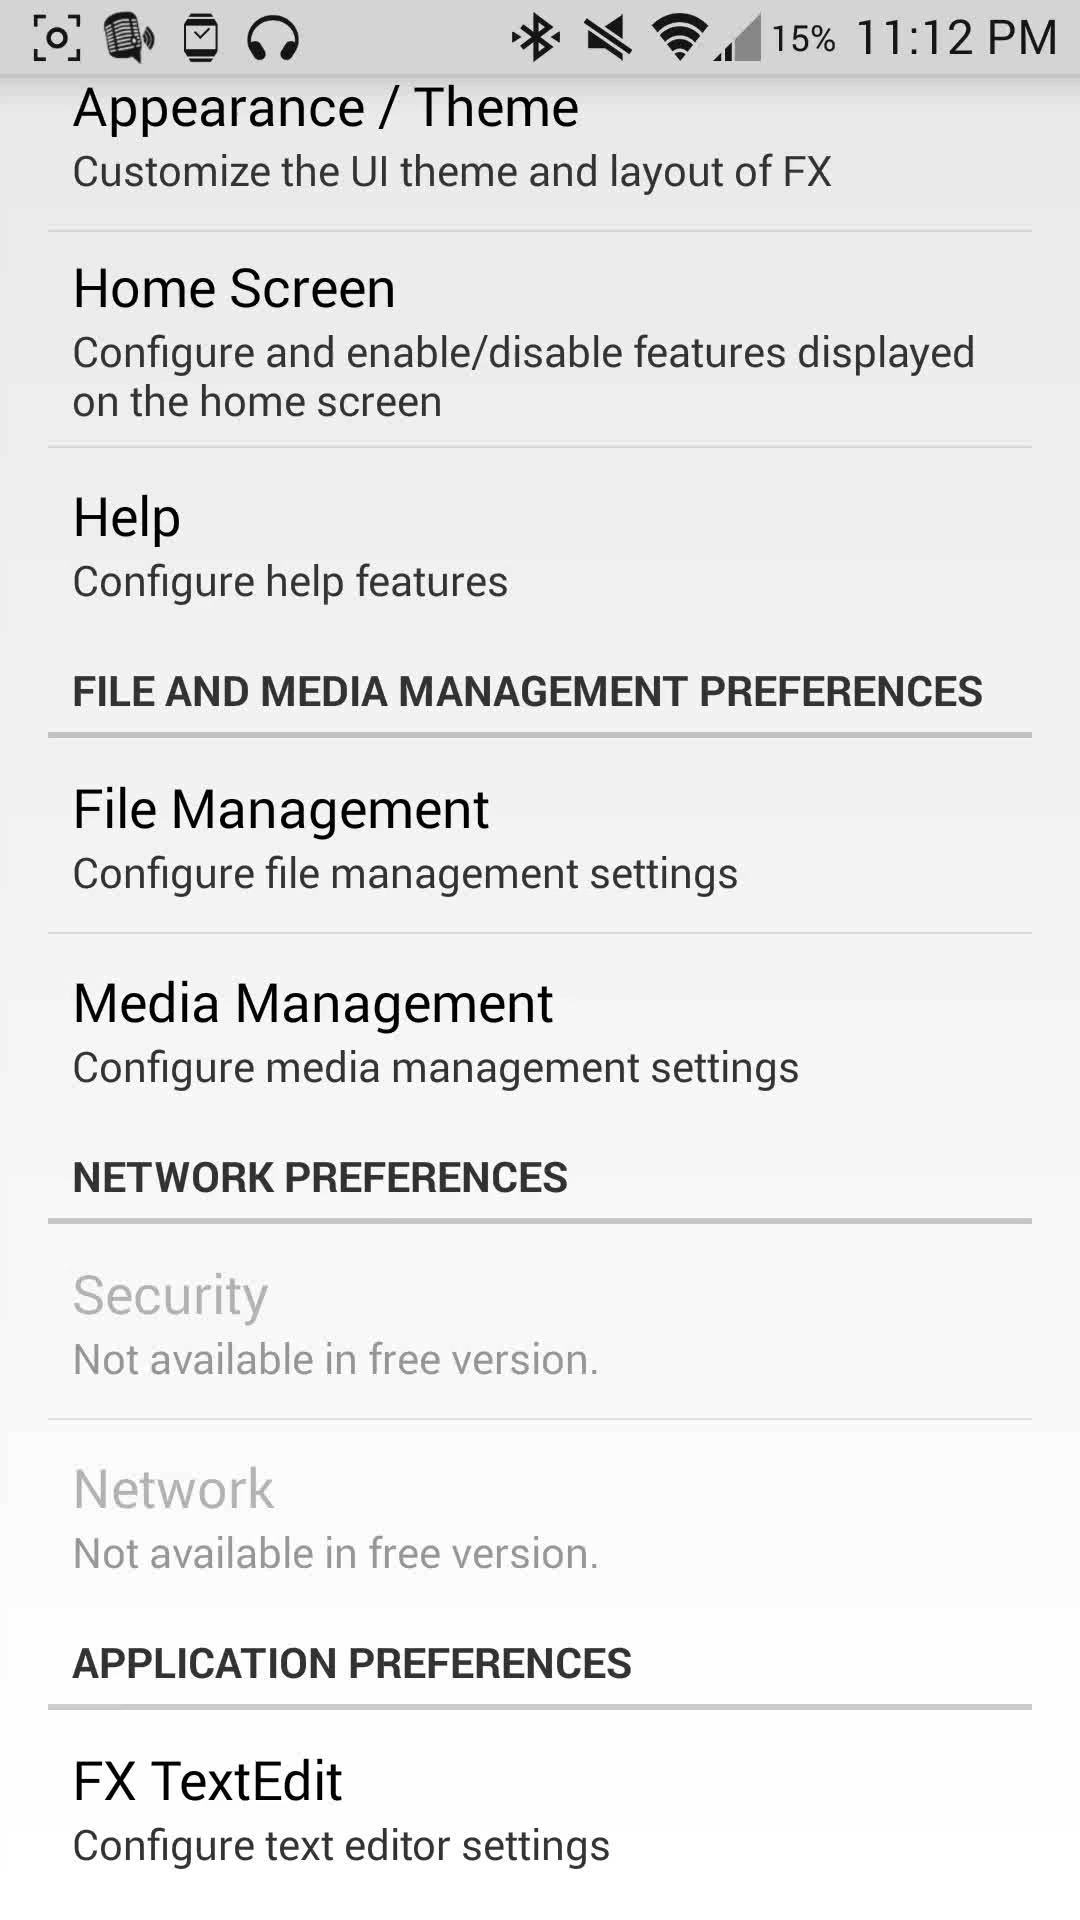 15% 11:12 PM
Appearance / Theme
Customize the UI theme and layout of FX
Home Screen
Configure and enable/disable features displayed
on the home screen
Help
Configure help features
FILE AND MEDIA MANAGEMENT PREFERENCES
File Management
Configure file management settings
Media Management
Configure media management settings
NETWORK PREFERENCES
Security
Not available in free version.
Network
Not available in free version.
APPLICATION PREFERENCES
FX TextEdit
Configure text editor settings